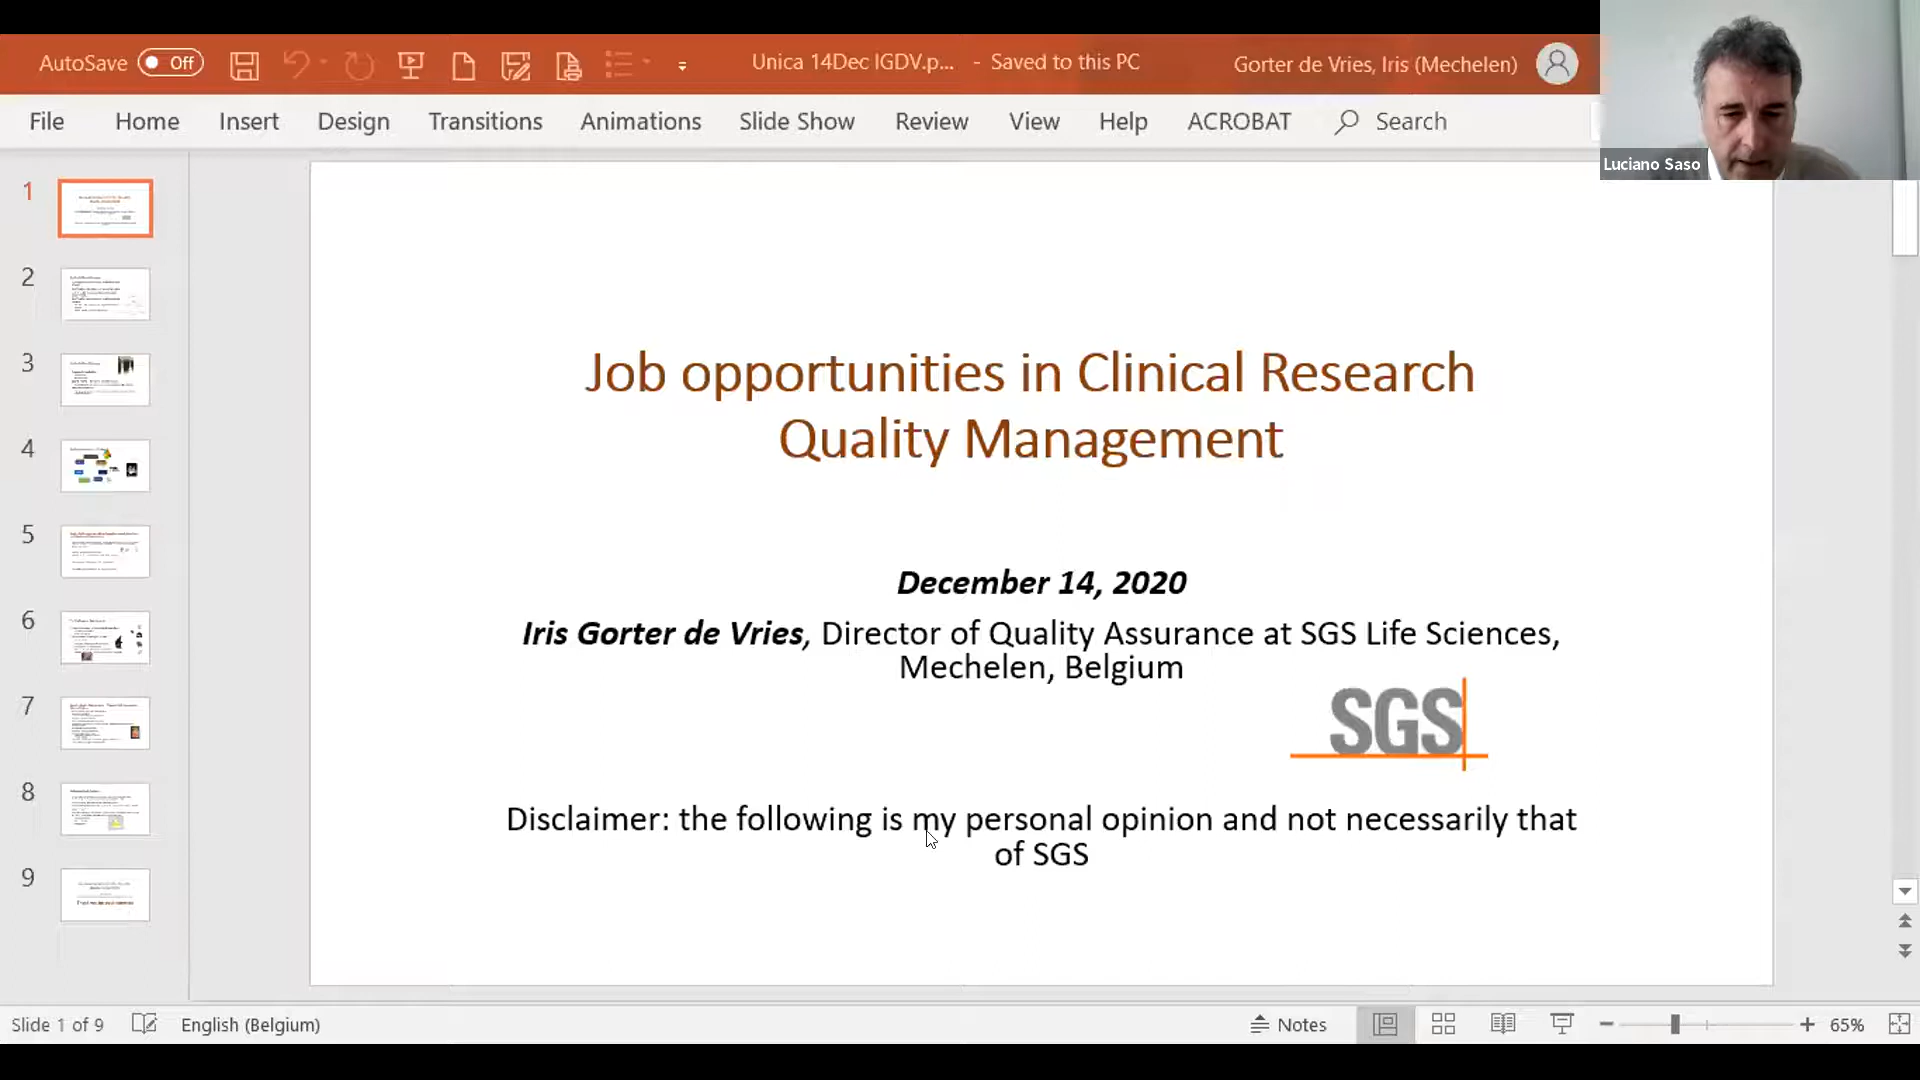 AutoSave Off
Unica 14Dec IGDV.p... - Saved to this PC
Gorter de Vries, Iris (Mechelen)
File Home Insert Design Transitions Animations Slide Show Review View Help ACROBAT Search
Luciano Saso
1
2
3
4
5
6
7
8
9
Job opportunities in Clinical Research
Quality Management
December 14, 2020
Iris Gorter de Vries, Director of Quality Assurance at SGS Life Sciences,
Mechelen, Belgium
SGS
Disclaimer: the following is my personal opinion and not necessarily that
of SGS
Slide 1 of 9 English (Belgium) Notes 65%